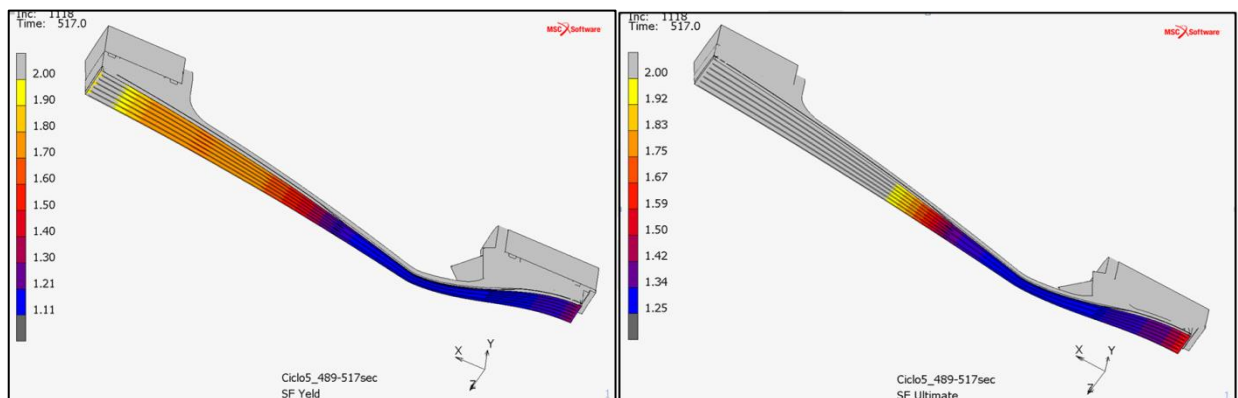 Inc: 1118
Time: 517.0
MSC Software
2.00
1.90
1.80
1.70
1.60
1.50
1.40
1.30
1.21
1.11
X
Y
Z
Ciclo5_489-517sec
SF Yeld
1
Inc: 1118
Time: 517.0
MSC Software
2.00
1.92
1.83
1.75
1.67
1.59
1.50
1.42
1.34
1.25
X
Y
Z
Ciclo5_489-517sec
SF Ultimate
1